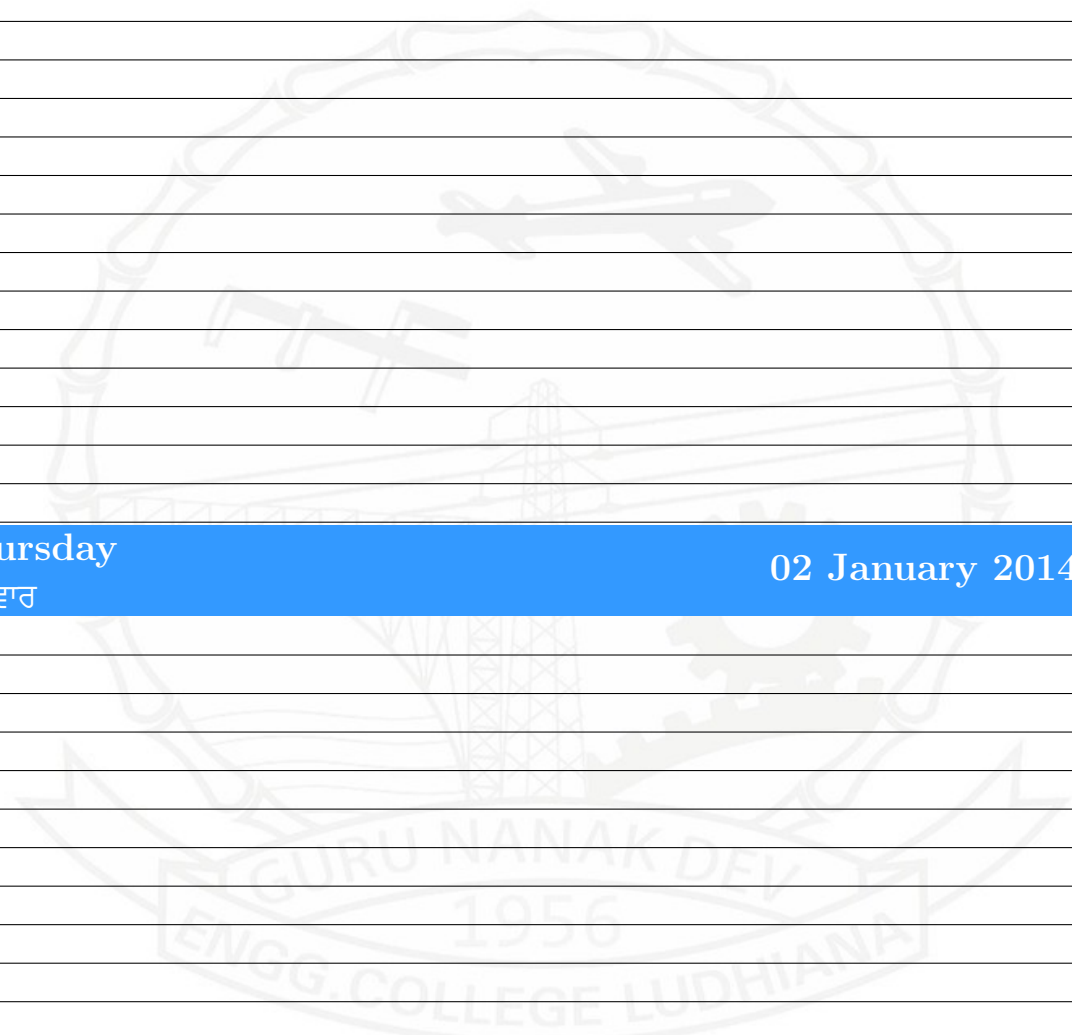 ursday
ਵਾਰ
02 January 2014
GURU NANAK DEV
1956
ENGG. COLLEGE LUDHIANA